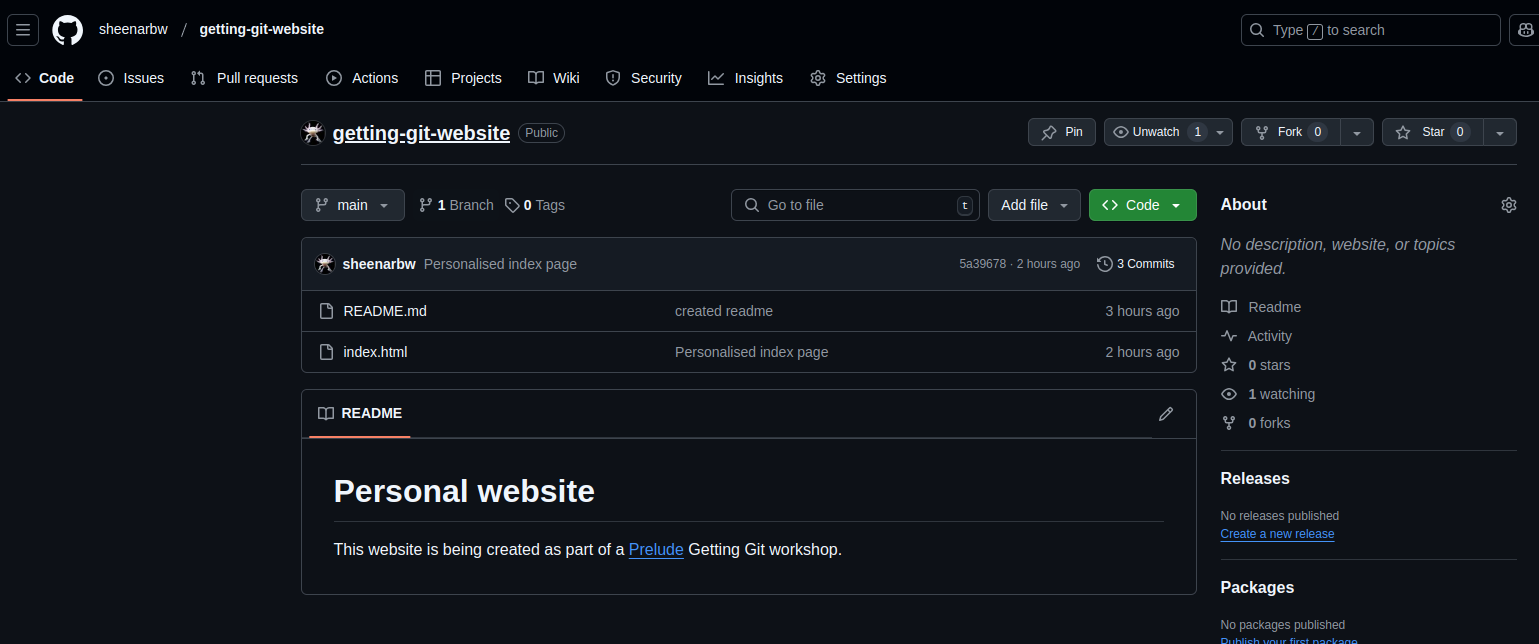 sheenarbw / getting-git-website
Type / to search
Code Issues Pull requests Actions Projects Wiki Security Insights Settings
getting-git-website Public
Pin Unwatch 1 Fork 0 Star 0
main 1 Branch 0 Tags Go to file t Add file Code
sheenarbw Personalised index page 5a39678 · 2 hours ago 3 Commits
README.md created readme 3 hours ago
index.html Personalised index page 2 hours ago
README
Personal website
This website is being created as part of a Prelude Getting Git workshop.
About
No description, website, or topics
provided.
Readme
Activity
0 stars
1 watching
0 forks
Releases
No releases published
Create a new release
Packages
No packages published
Publish your first package